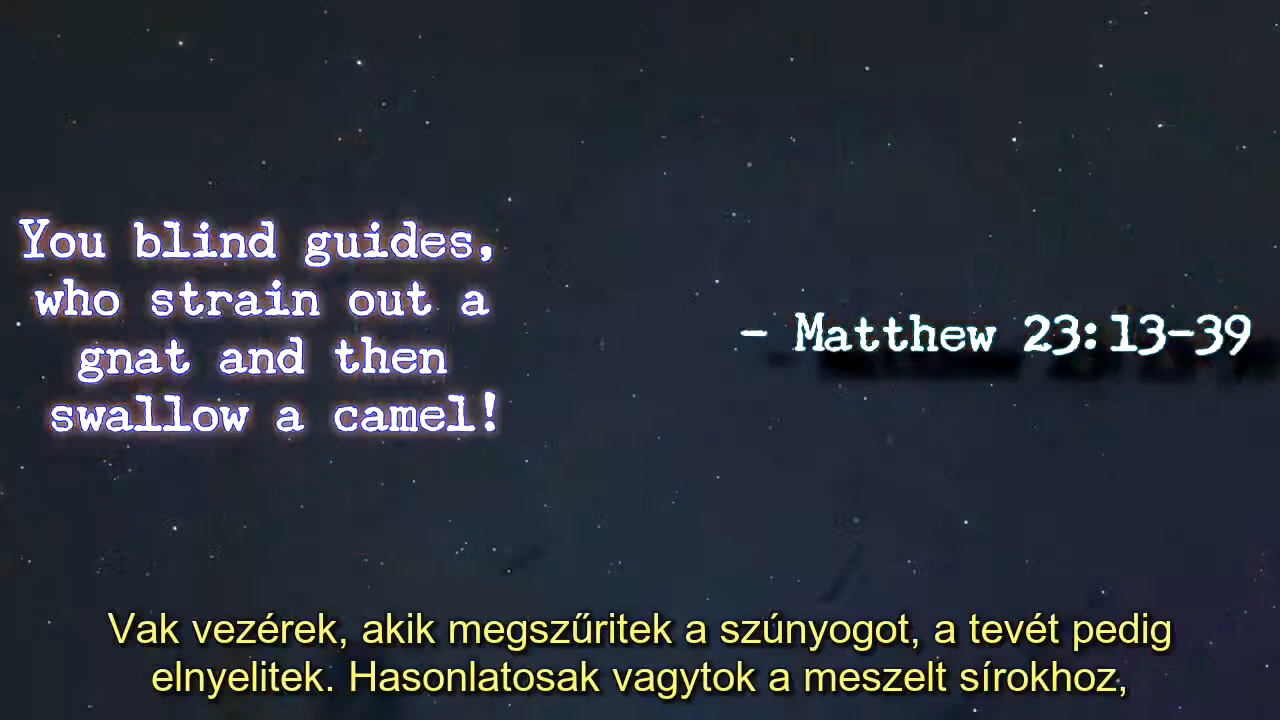 You blind guides,
who strain out a
gnat and then
swallow a camel!
- Matthew 23:13-39
Vak vezérek, akik megszűritek a szúnyogot, a tevét pedig
elnyelitek. Hasonlatosak vagytok a meszelt sírokhoz,